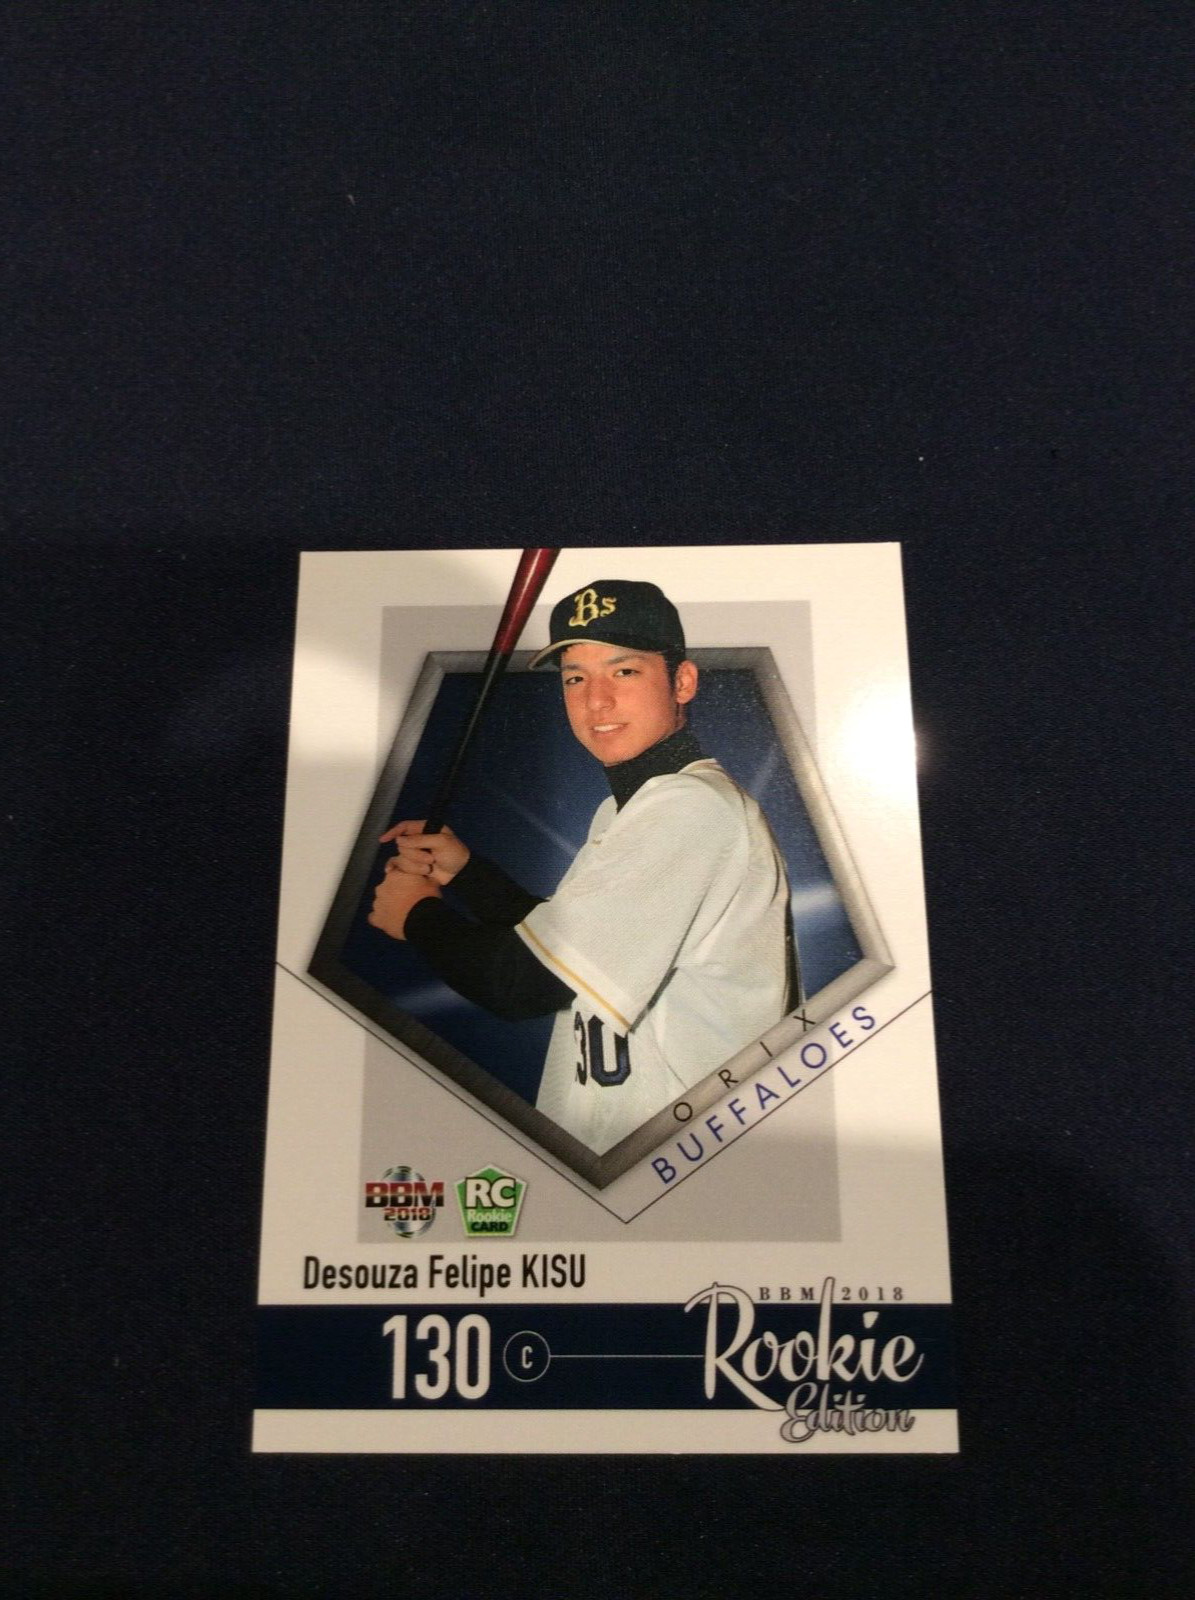 Bs
30
ORIX
BUFFALOES
BBM
2018
RC
Rookie
CARD
Desouza Felipe KISU
BBM 2018
130 C Rookie
Edition